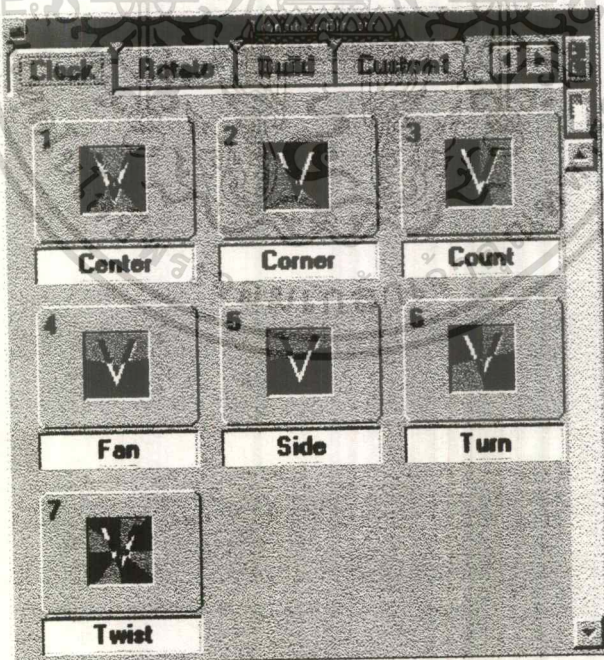 Clock Rotate Build Custom1
1 2 3
V V V
Center Corner Count
4 5 6
V V V
Fan Side Turn
7
V
Twist